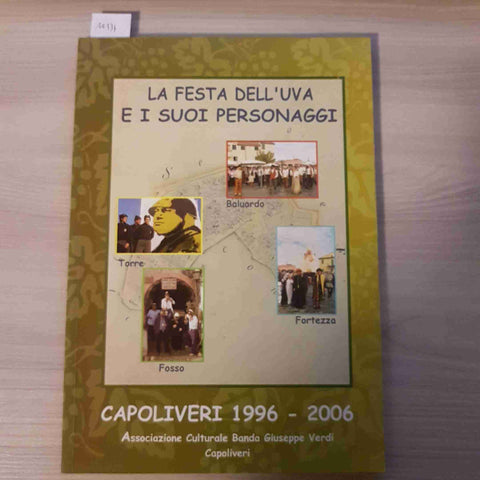 LA FESTA DELL'UVA
E I SUOI PERSONAGGI
Baluardo
Torre
Fortezza
Fosso
CAPOLIVERI 1996 - 2006
Associazione Culturale Banda Giuseppe Verdi
Capoliveri